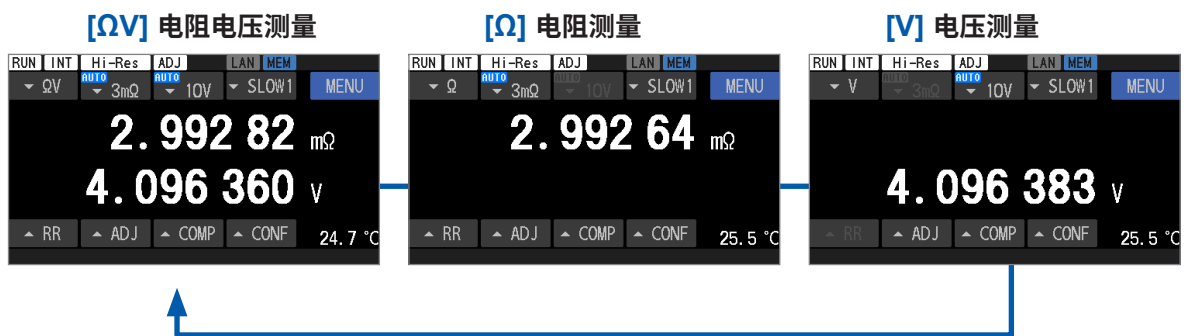 [ΩV] 电阻电压测量
RUN INT Hi-Res ADJ LAN MEM
ΩV AUTO 3mΩ AUTO 10V SLOW1 MENU
2.992 82 mΩ
4.096 360 V
RR ADJ COMP CONF 24.7 °C
[Ω] 电阻测量
RUN INT Hi-Res ADJ LAN MEM
Ω AUTO 3mΩ AUTO 10V SLOW1 MENU
2.992 64 mΩ
RR ADJ COMP CONF 25.5 °C
[V] 电压测量
RUN INT Hi-Res ADJ LAN MEM
V AUTO 3mΩ AUTO 10V SLOW1 MENU
4.096 383 V
RR ADJ COMP CONF 25.5 °C